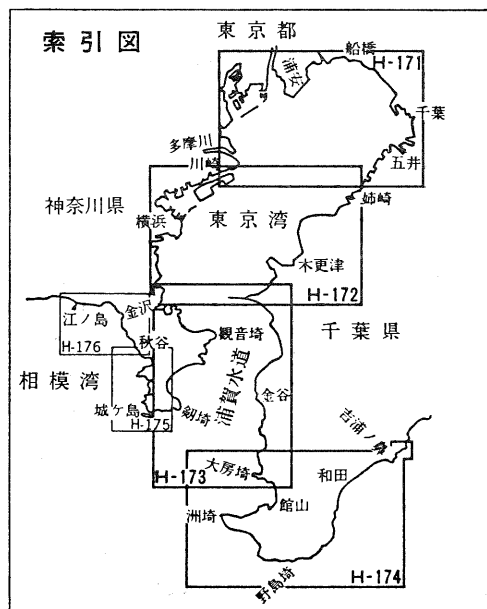 索引図
東京都
船橋
H-171
浦安
千葉
多摩川
川崎
五井
姉崎
神奈川県
横浜
東京湾
木更津
H-172
金沢
江ノ島
秋谷
観音埼
千葉県
H-176
相模湾
浦賀水道
金谷
城ケ島
H-175
剱埼
吉浦ノ鼻
大房埼
和田
H-173
館山
洲埼
野島埼
H-174